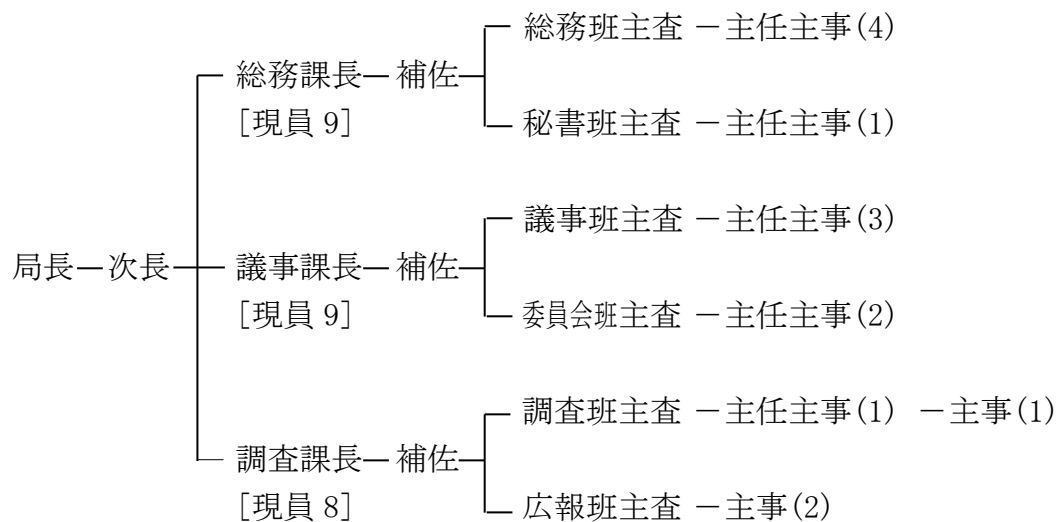 総務班主査 －主任主事(4)
総務課長 補佐
[現員 9]
秘書班主査 －主任主事(1)
議事班主査 －主任主事(3)
局長 次長 議事課長 補佐
[現員 9]
委員会班主査 －主任主事(2)
調査班主査 －主任主事(1) －主事(1)
調査課長 補佐
[現員 8]
広報班主査 －主事(2)